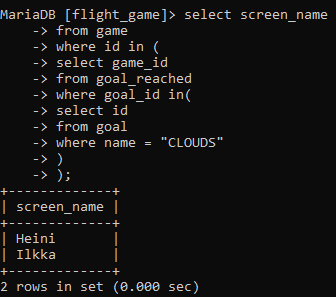 MariaDB [flight_game]> select screen_name
    -> from game
    -> where id in (
    -> select game_id
    -> from goal_reached
    -> where goal_id in(
    -> select id
    -> from goal
    -> where name = "CLOUDS"
    -> )
    -> );
+-------------+
| screen_name |
+-------------+
| Heini       |
| Ilkka       |
+-------------+
2 rows in set (0.000 sec)